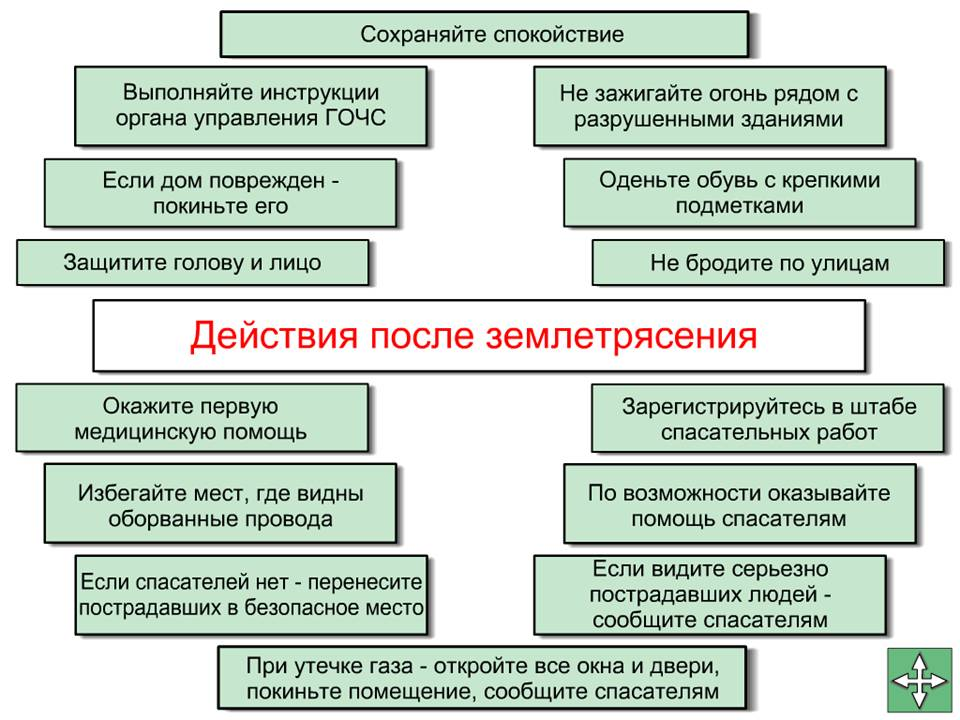 Сохраняйте спокойствие
Выполняйте инструкции
органа управления ГОЧС
Не зажигайте огонь рядом с
разрушенными зданиями
Если дом поврежден -
покиньте его
Оденьте обувь с крепкими
подметками
Защитите голову и лицо
Не бродите по улицам
Действия после землетрясения
Окажите первую
медицинскую помощь
Зарегистрируйтесь в штабе
спасательных работ
Избегайте мест, где видны
оборванные провода
По возможности оказывайте
помощь спасателям
Если спасателей нет - перенесите
пострадавших в безопасное место
Если видите серьезно
пострадавших людей -
сообщите спасателям
При утечке газа - откройте все окна и двери,
покиньте помещение, сообщите спасателям